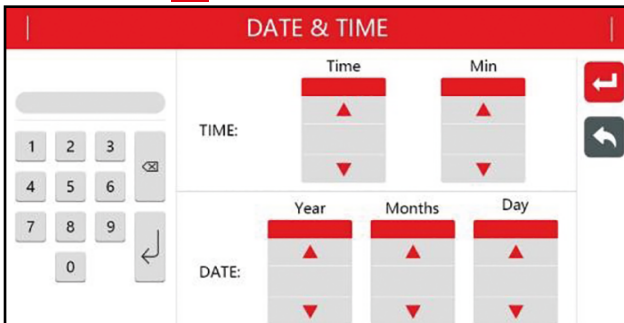 DATE & TIME
Time Min
TIME:
1 2 3
4 5 6
7 8 9
0
Year Months Day
DATE: